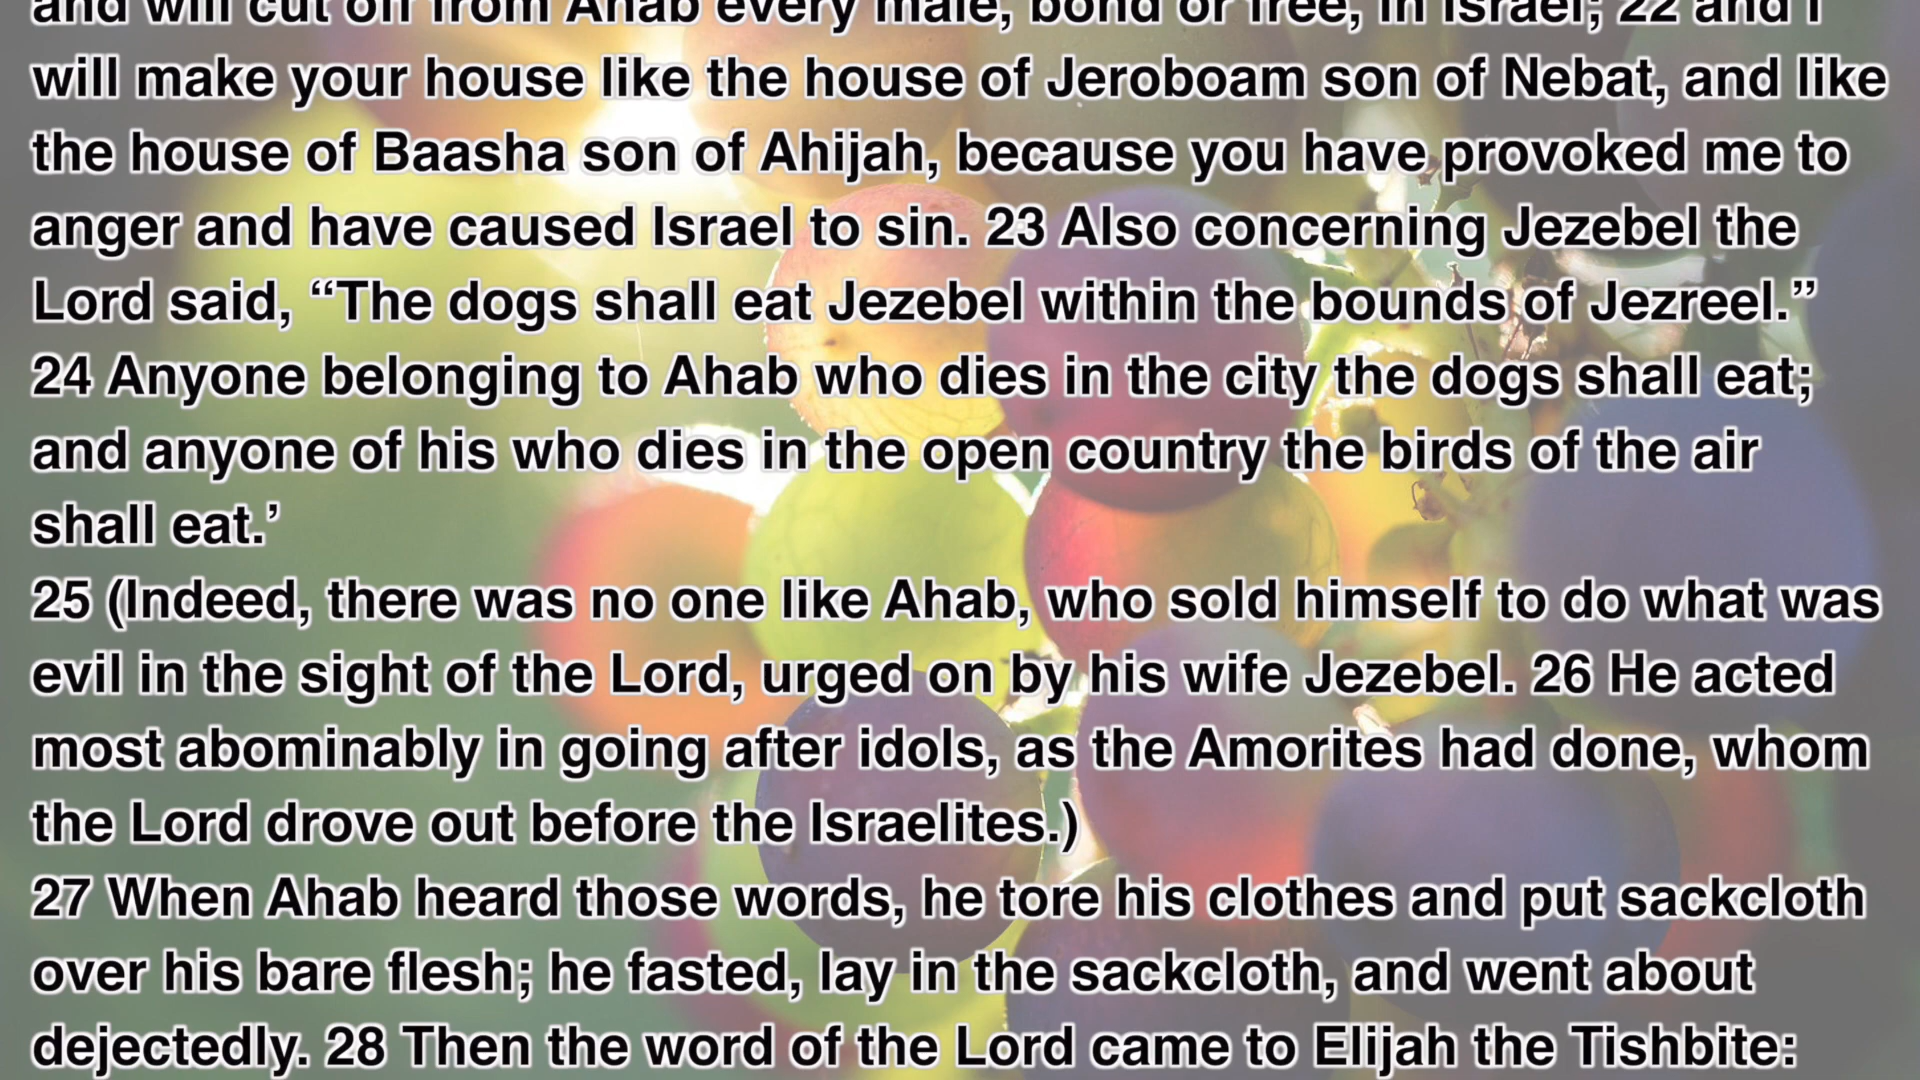 and will cut off from Ahab every male, bond or free, in Israel; 22 and I
will make your house like the house of Jeroboam son of Nebat, and like
the house of Baasha son of Ahijah, because you have provoked me to
anger and have caused Israel to sin. 23 Also concerning Jezebel the
Lord said, “The dogs shall eat Jezebel within the bounds of Jezreel.”
24 Anyone belonging to Ahab who dies in the city the dogs shall eat;
and anyone of his who dies in the open country the birds of the air
shall eat.’
25 (Indeed, there was no one like Ahab, who sold himself to do what was
evil in the sight of the Lord, urged on by his wife Jezebel. 26 He acted
most abominably in going after idols, as the Amorites had done, whom
the Lord drove out before the Israelites.)
27 When Ahab heard those words, he tore his clothes and put sackcloth
over his bare flesh; he fasted, lay in the sackcloth, and went about
dejectedly. 28 Then the word of the Lord came to Elijah the Tishbite: